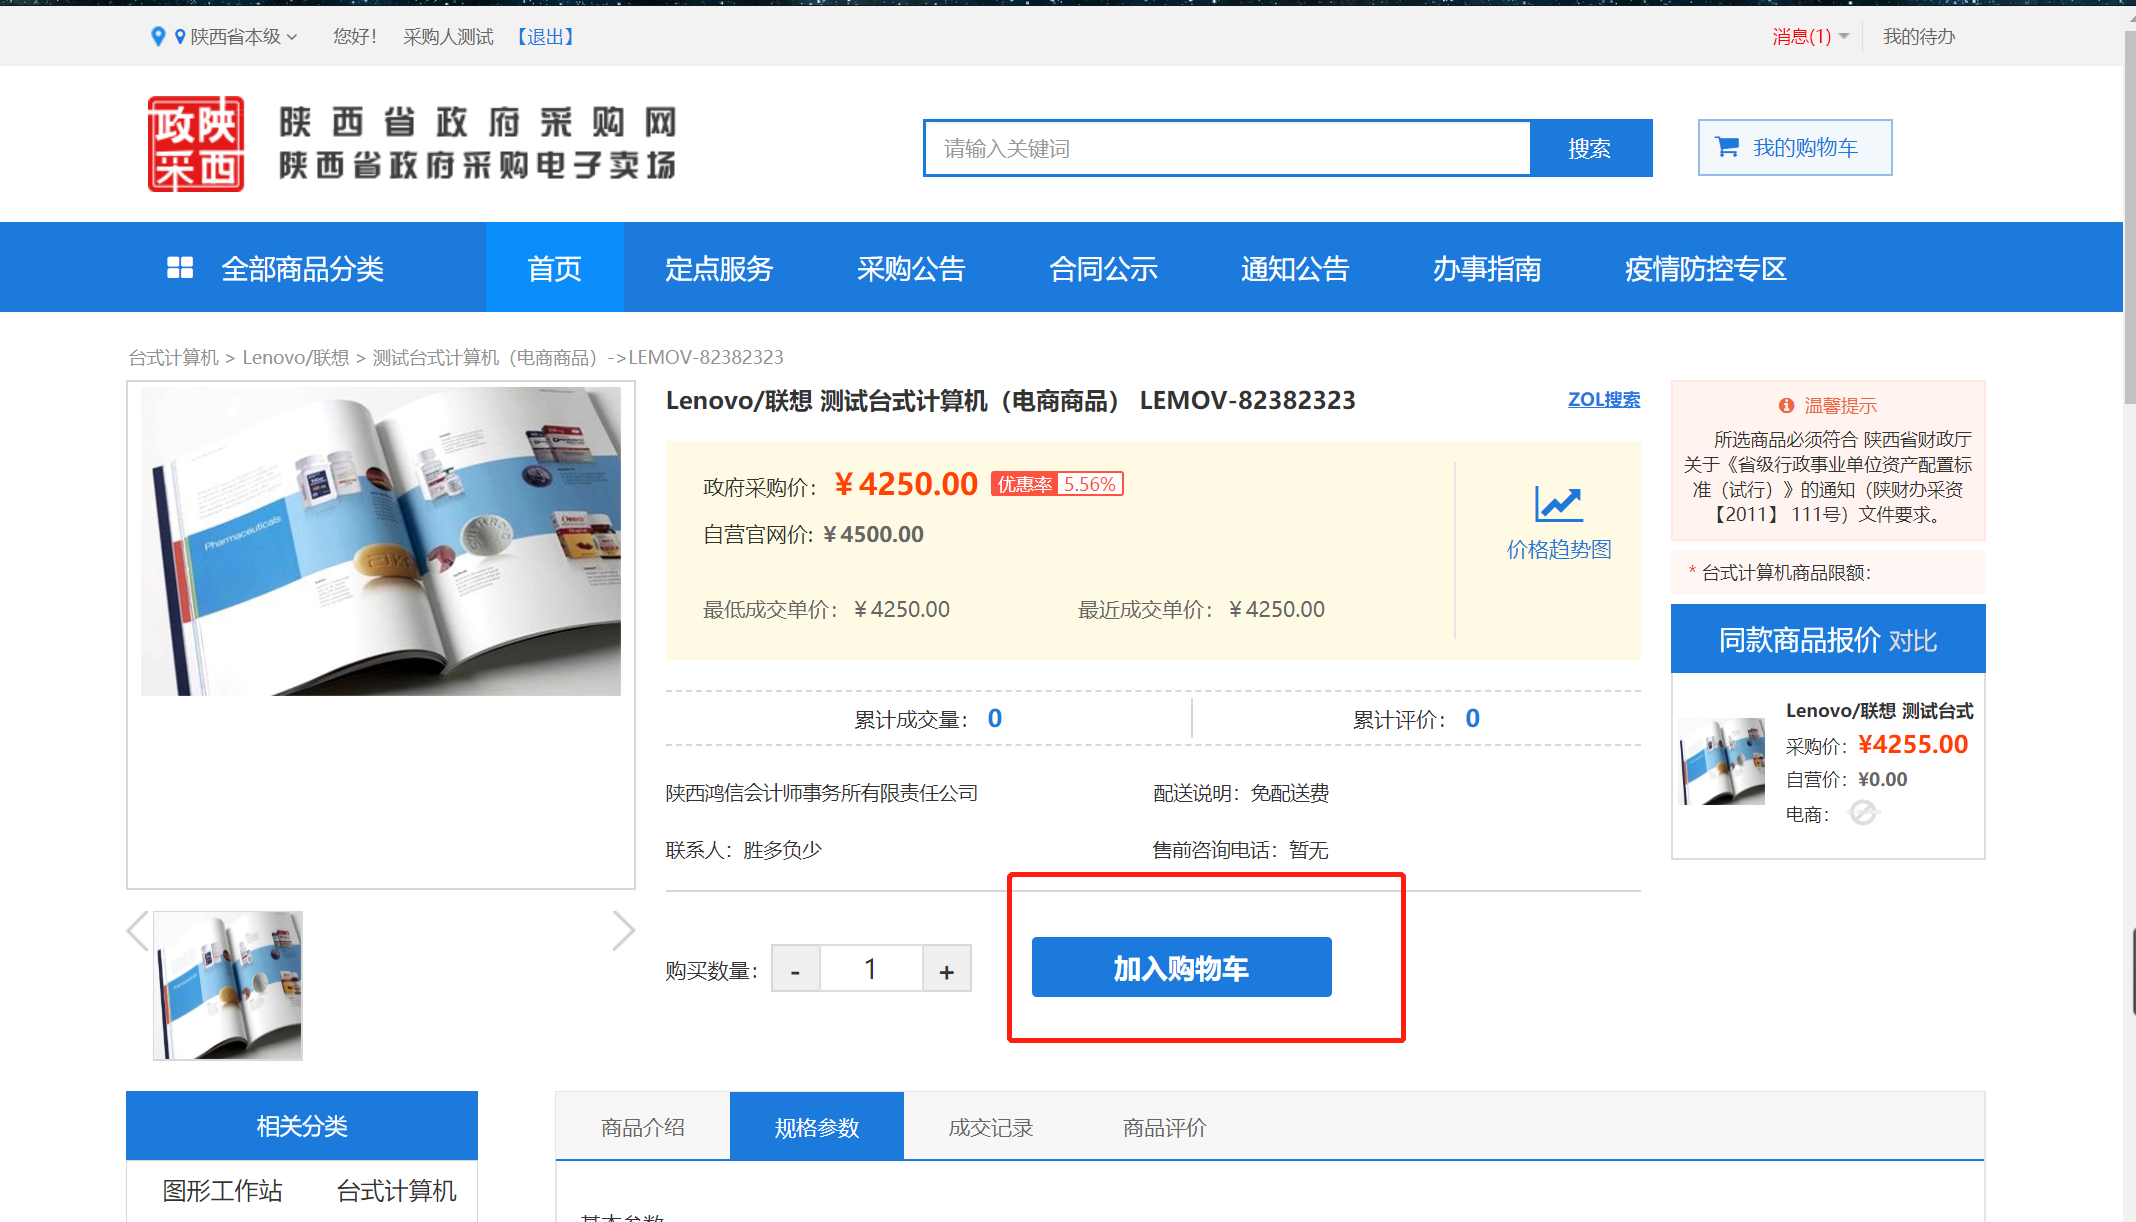 陕西省本级 您好！ 采购人测试 【退出】 消息(1) 我的待办
政陕
采西
陕西省政府采购网
陕西省政府采购电子卖场
请输入关键词 搜索 我的购物车
全部商品分类 首页 定点服务 采购公告 合同公示 通知公告 办事指南 疫情防控专区
台式计算机 > Lenovo/联想 > 测试台式计算机（电商商品）->LEMOV-82382323
Pharmaceuticals
Lenovo/联想 测试台式计算机（电商商品） LEMOV-82382323 ZOL搜索
政府采购价： ¥4250.00 优惠率 5.56%
自营官网价: ¥4500.00
价格趋势图
最低成交单价： ¥4250.00 最近成交单价： ¥4250.00
累计成交量： 0 累计评价： 0
陕西鸿信会计师事务所有限责任公司 配送说明：免配送费
联系人：胜多负少 售前咨询电话：暂无
购买数量： - 1 + 加入购物车
温馨提示
所选商品必须符合 陕西省财政厅
关于《省级行政事业单位资产配置标
准（试行）》的通知（陕财办采资
【2011】 111号）文件要求。
* 台式计算机商品限额：
同款商品报价 对比
Lenovo/联想 测试台式
采购价：¥4255.00
自营价：¥0.00
电商：
相关分类
图形工作站 台式计算机
商品介绍 规格参数 成交记录 商品评价
基本参数